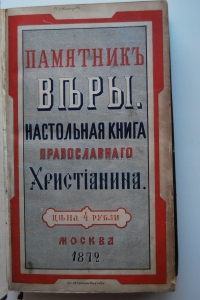 ПАМЯТНИКЪ
ВѢРЫ.
НАСТОЛЬНАЯ КНИГА
ПРАВОСЛАВНАГО
ХРИСТІАНИНА.
ЦѢНА 4 РУБЛИ
МОСКВА
1872